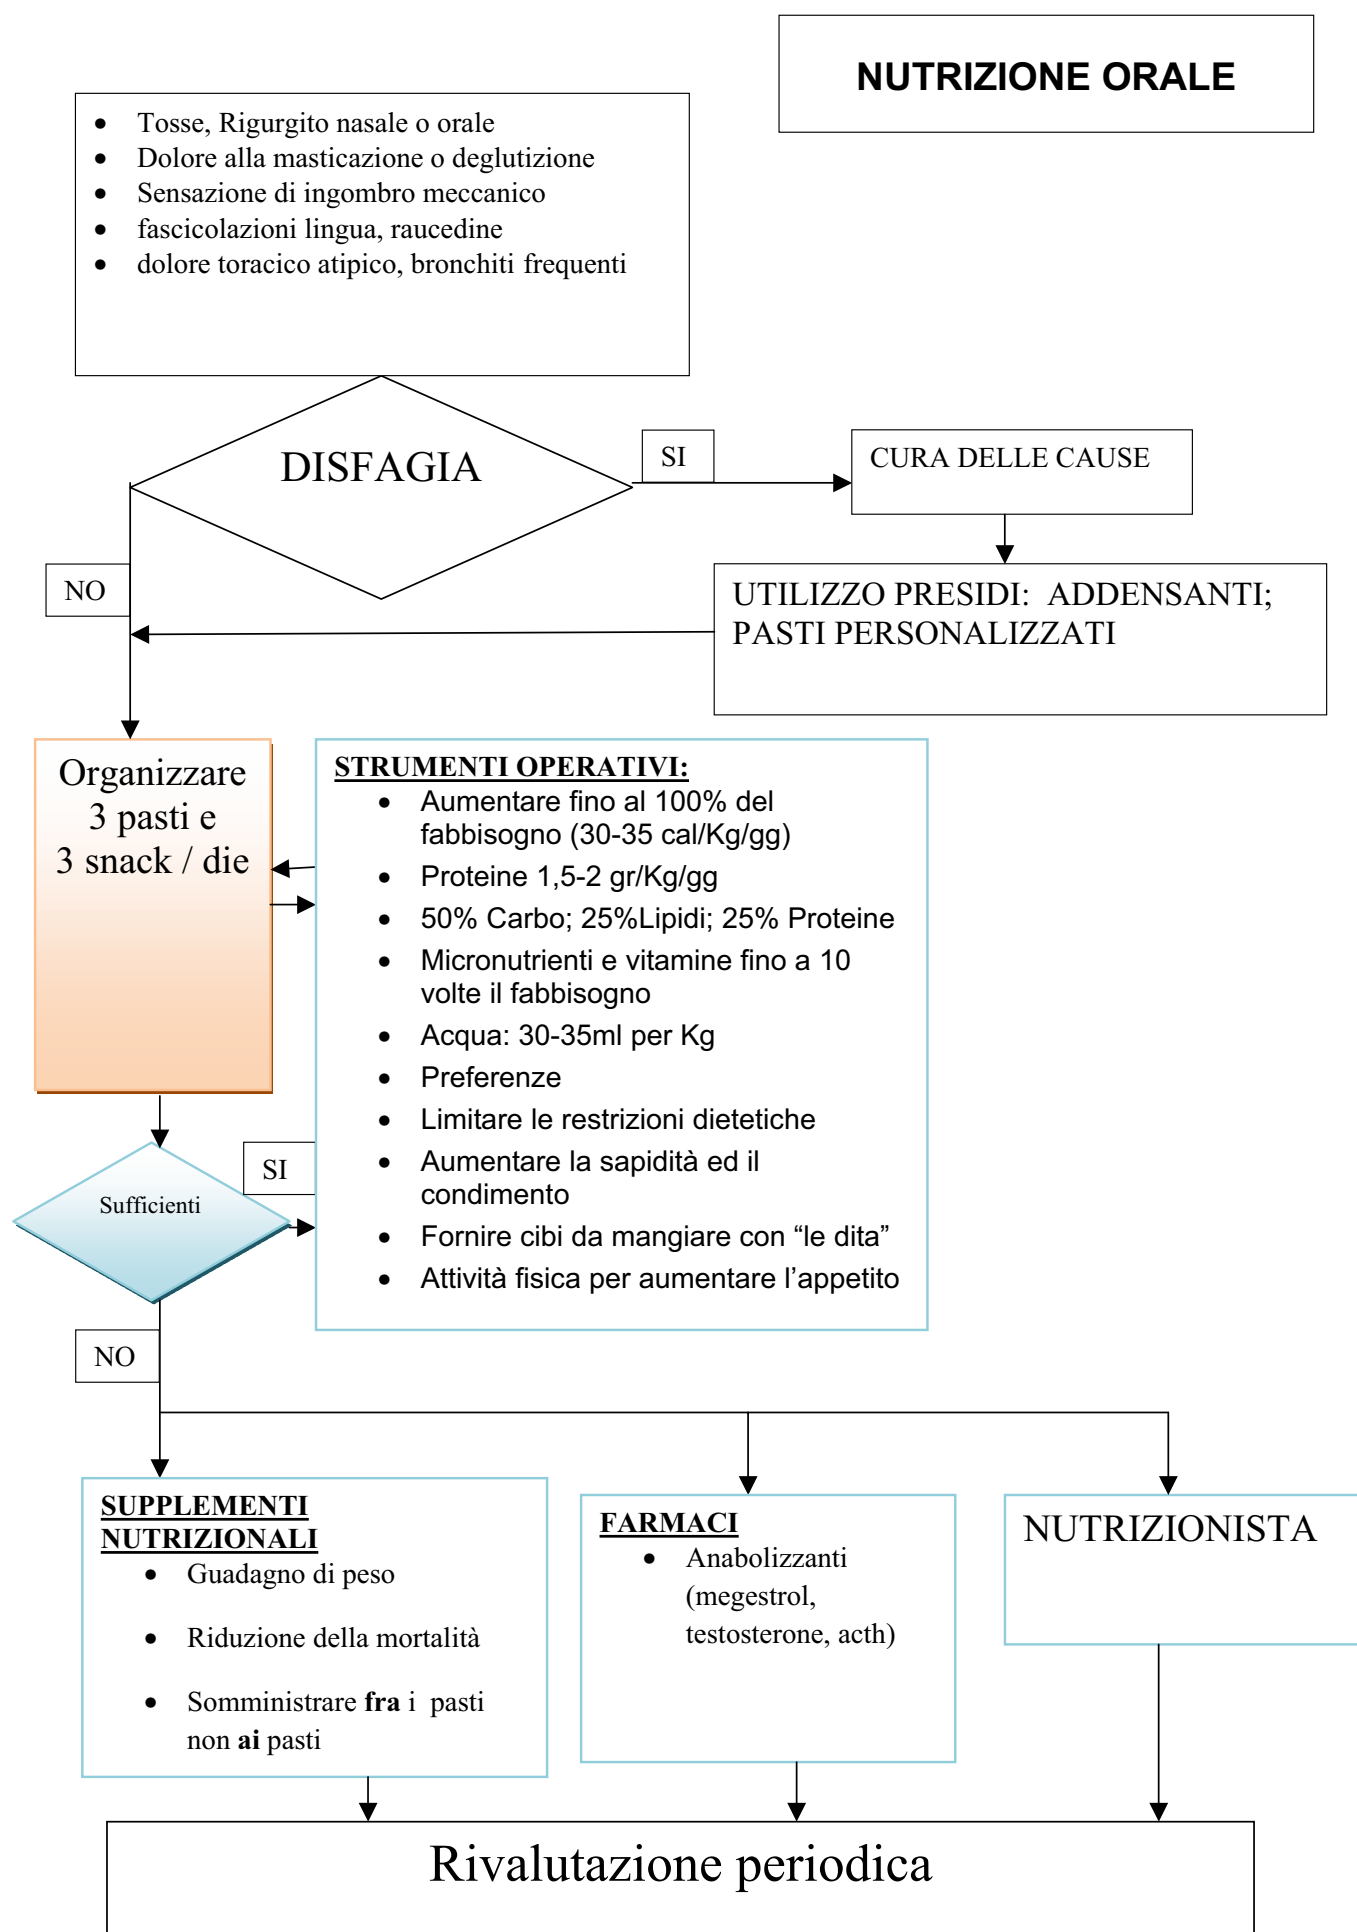 NUTRIZIONE ORALE
• Tosse, Rigurgito nasale o orale
• Dolore alla masticazione o deglutizione
• Sensazione di ingombro meccanico
• fascicolazioni lingua, raucedine
• dolore toracico atipico, bronchiti frequenti
DISFAGIA
SI
CURA DELLE CAUSE
NO
UTILIZZO PRESIDI: ADDENSANTI;
PASTI PERSONALIZZATI
Organizzare
3 pasti e
3 snack / die
STRUMENTI OPERATIVI:
• Aumentare fino al 100% del
fabbisogno (30-35 cal/Kg/gg)
• Proteine 1,5-2 gr/Kg/gg
• 50% Carbo; 25%Lipidi; 25% Proteine
• Micronutrienti e vitamine fino a 10
volte il fabbisogno
• Acqua: 30-35ml per Kg
• Preferenze
• Limitare le restrizioni dietetiche
• Aumentare la sapidità ed il
condimento
• Fornire cibi da mangiare con “le dita”
• Attività fisica per aumentare l’appetito
Sufficienti
SI
NO
SUPPLEMENTI
NUTRIZIONALI
• Guadagno di peso
• Riduzione della mortalità
• Somministrare fra i pasti
non ai pasti
FARMACI
• Anabolizzanti
(megestrol,
testosterone, acth)
NUTRIZIONISTA
Rivalutazione periodica